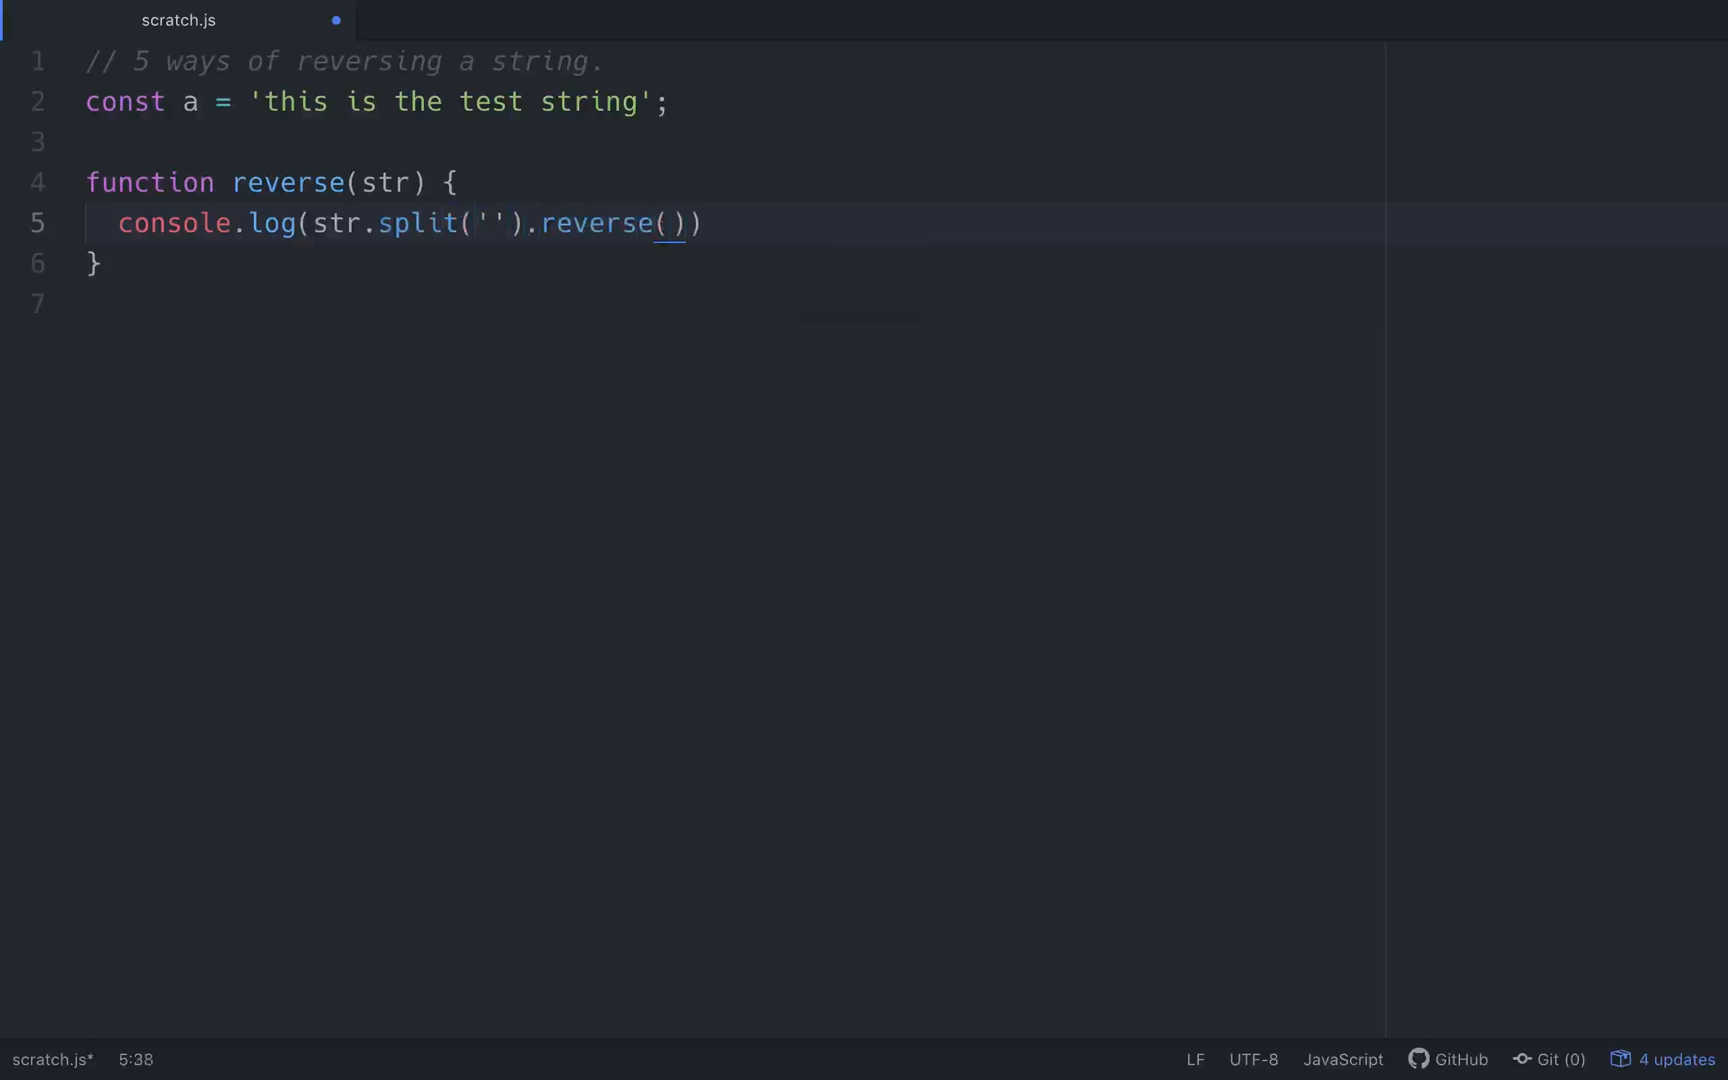 scratch.js
1 // 5 ways of reversing a string.
2 const a = 'this is the test string';
3
4 function reverse(str) {
5   console.log(str.split('').reverse())
6 }
7
scratch.js* 5:38 LF UTF-8 JavaScript GitHub Git (0) 4 updates